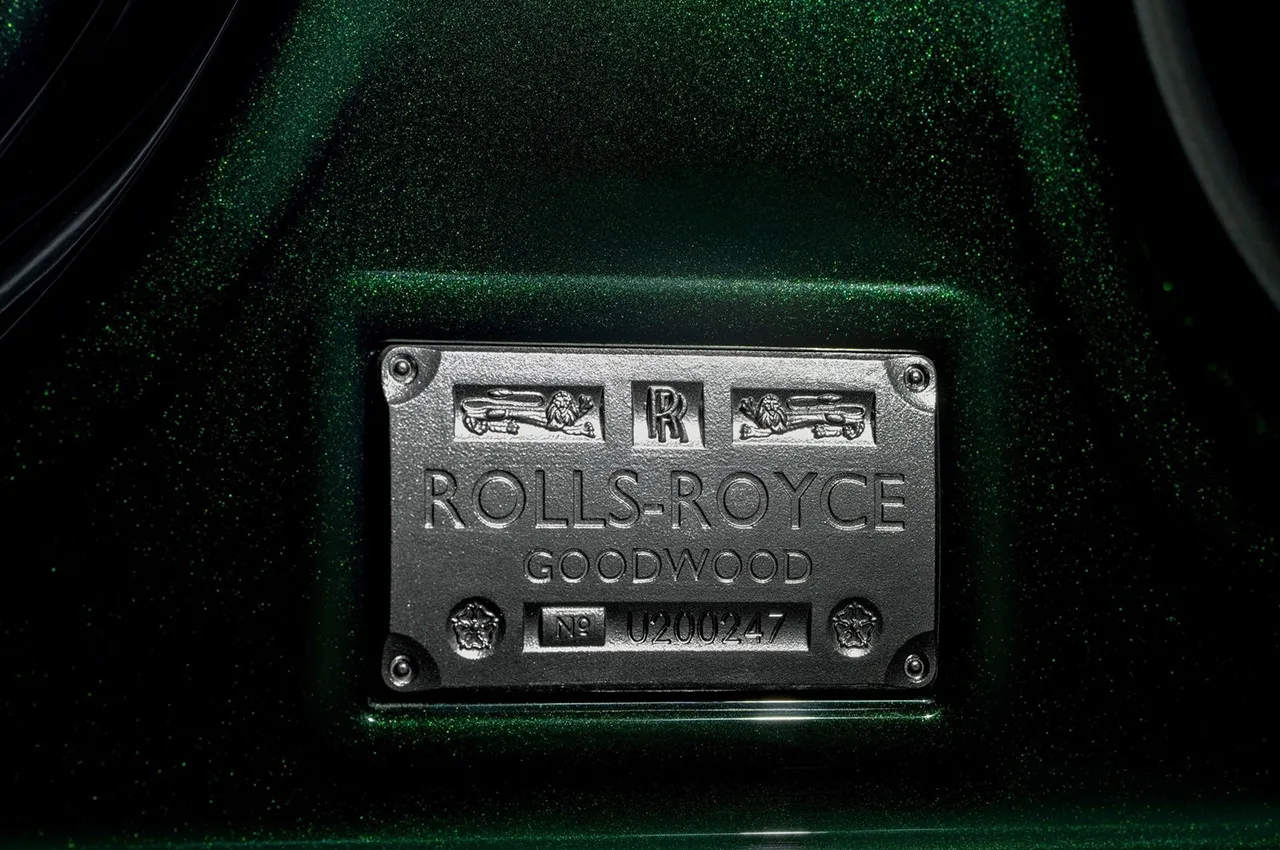 RR
ROLLS-ROYCE
GOODWOOD
Nº U200247